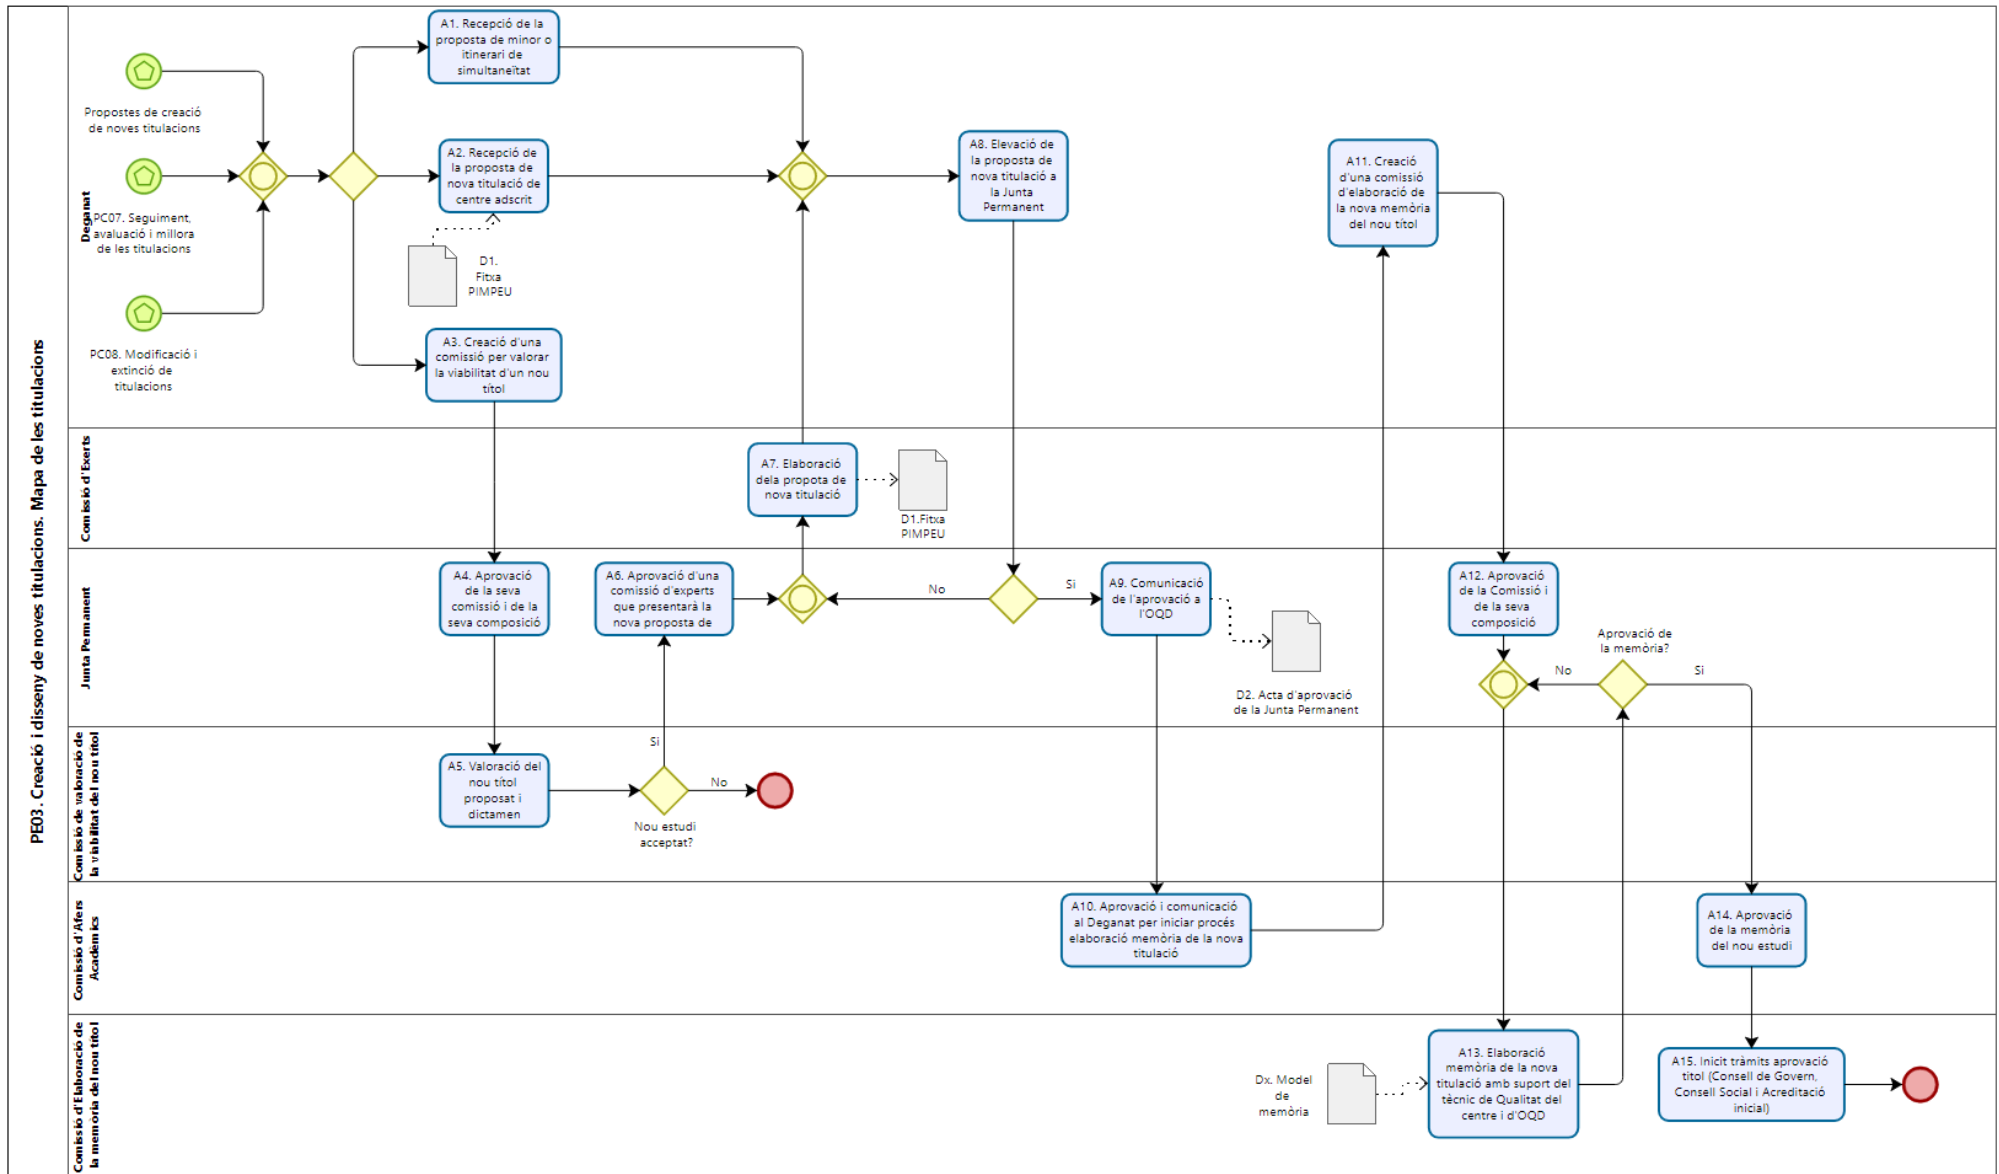 PE03. Creació i disseny de noves titulacions. Mapa de les titulacions
Deganat
Propostes de creació
de noves titulacions
PC07. Seguiment,
avaluació i millora
de les titulacions
PC08. Modificació i
extinció de
titulacions
A1. Recepció de la
proposta de minor o
itinerari de
simultaneïtat
A2. Recepció de
la proposta de
nova titulació de
centre adscrit
D1.
Fitxa
PIMPEU
A3. Creació d'una
comissió per valorar
la viabilitat d'un nou
títol
A8. Elevació de
la proposta de
nova titulació a
la Junta
Permanent
A11. Creació
d'una comissió
d'elaboració de
la nova memòria
del nou títol
Comissió d'Exerts
A7. Elaboració
dela propota de
nova titulació
D1.Fitxa
PIMPEU
Junta Permanent
A4. Aprovació
de la seva
comissió i de la
seva composició
A6. Aprovació d'una
comissió d'experts
que presentarà la
nova proposta de
No
Si
A9. Comunicació
de l'aprovació a
l'OQD
D2. Acta d'aprovació
de la Junta Permanent
A12. Aprovació
de la Comissió i
de la seva
composició
Aprovació de
la memòria?
No
Si
Comissió de valoració de
la viabilitat del nou títol
A5. Valoració del
nou títol
proposat i
dictamen
Si
No
Nou estudi
acceptat?
Comissió d'Afers
Acadèmics
A10. Aprovació i comunicació
al Deganat per iniciar procés
elaboració memòria de la nova
titulació
A14. Aprovació
de la memòria
del nou estudi
Comissió d'Elaboració de
la memòria del nou títol
Dx. Model
de
memòria
A13. Elaboració
memòria de la nova
titulació amb suport del
tècnic de Qualitat del
centre i d'OQD
A15. Inicit tràmits aprovació
titol (Consell de Govern,
Consell Social i Acreditació
inicial)